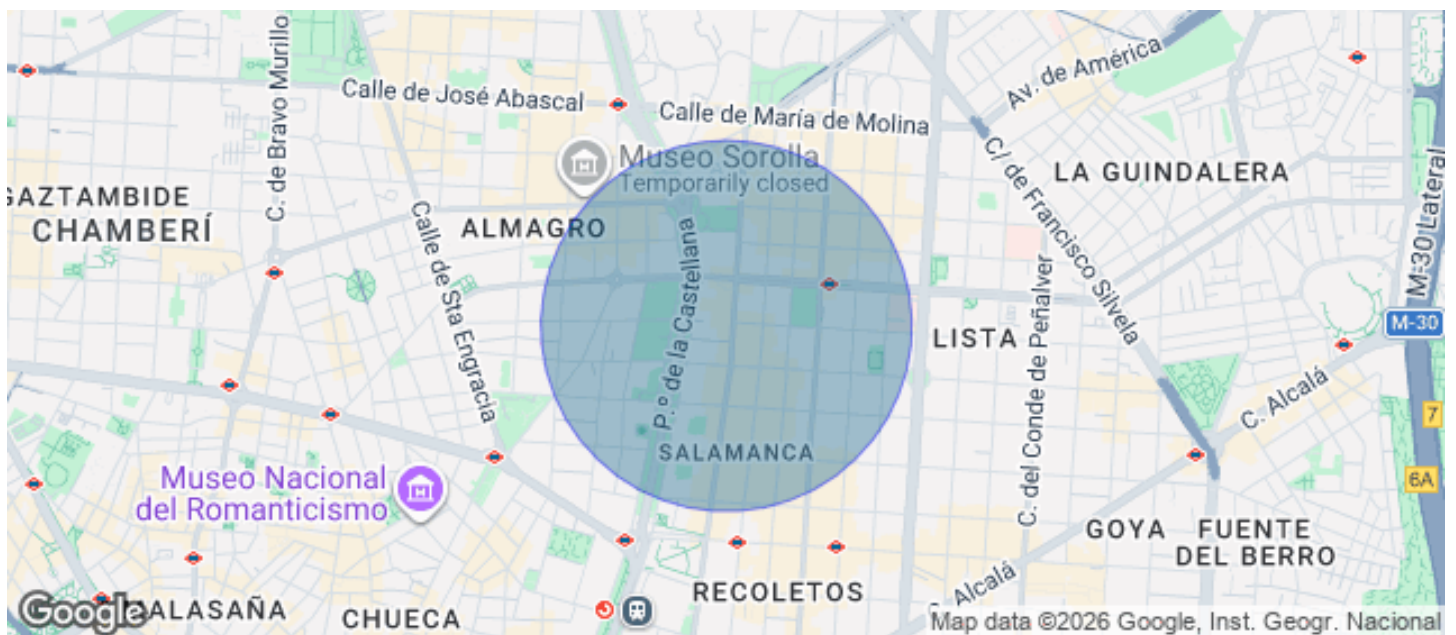 C. de Bravo Murillo
Calle de José Abascal
Calle de María de Molina
Av. de América
C/ de Francisco Silvela
Museo Sorolla
Temporarily closed
LA GUINDALERA
M-30 Lateral
GAZTAMBIDE
CHAMBERÍ
ALMAGRO
Calle de Sta Engracia
P.º de la Castellana
C. del Conde de Peñalver
LISTA
M-30
C. Alcalá
7
SALAMANCA
Museo Nacional
del Romanticismo
6A
GOYA
FUENTE
DEL BERRO
RECOLETOS
C. Alcalá
Google
MALASAÑA
CHUECA
Map data ©2026 Google, Inst. Geogr. Nacional